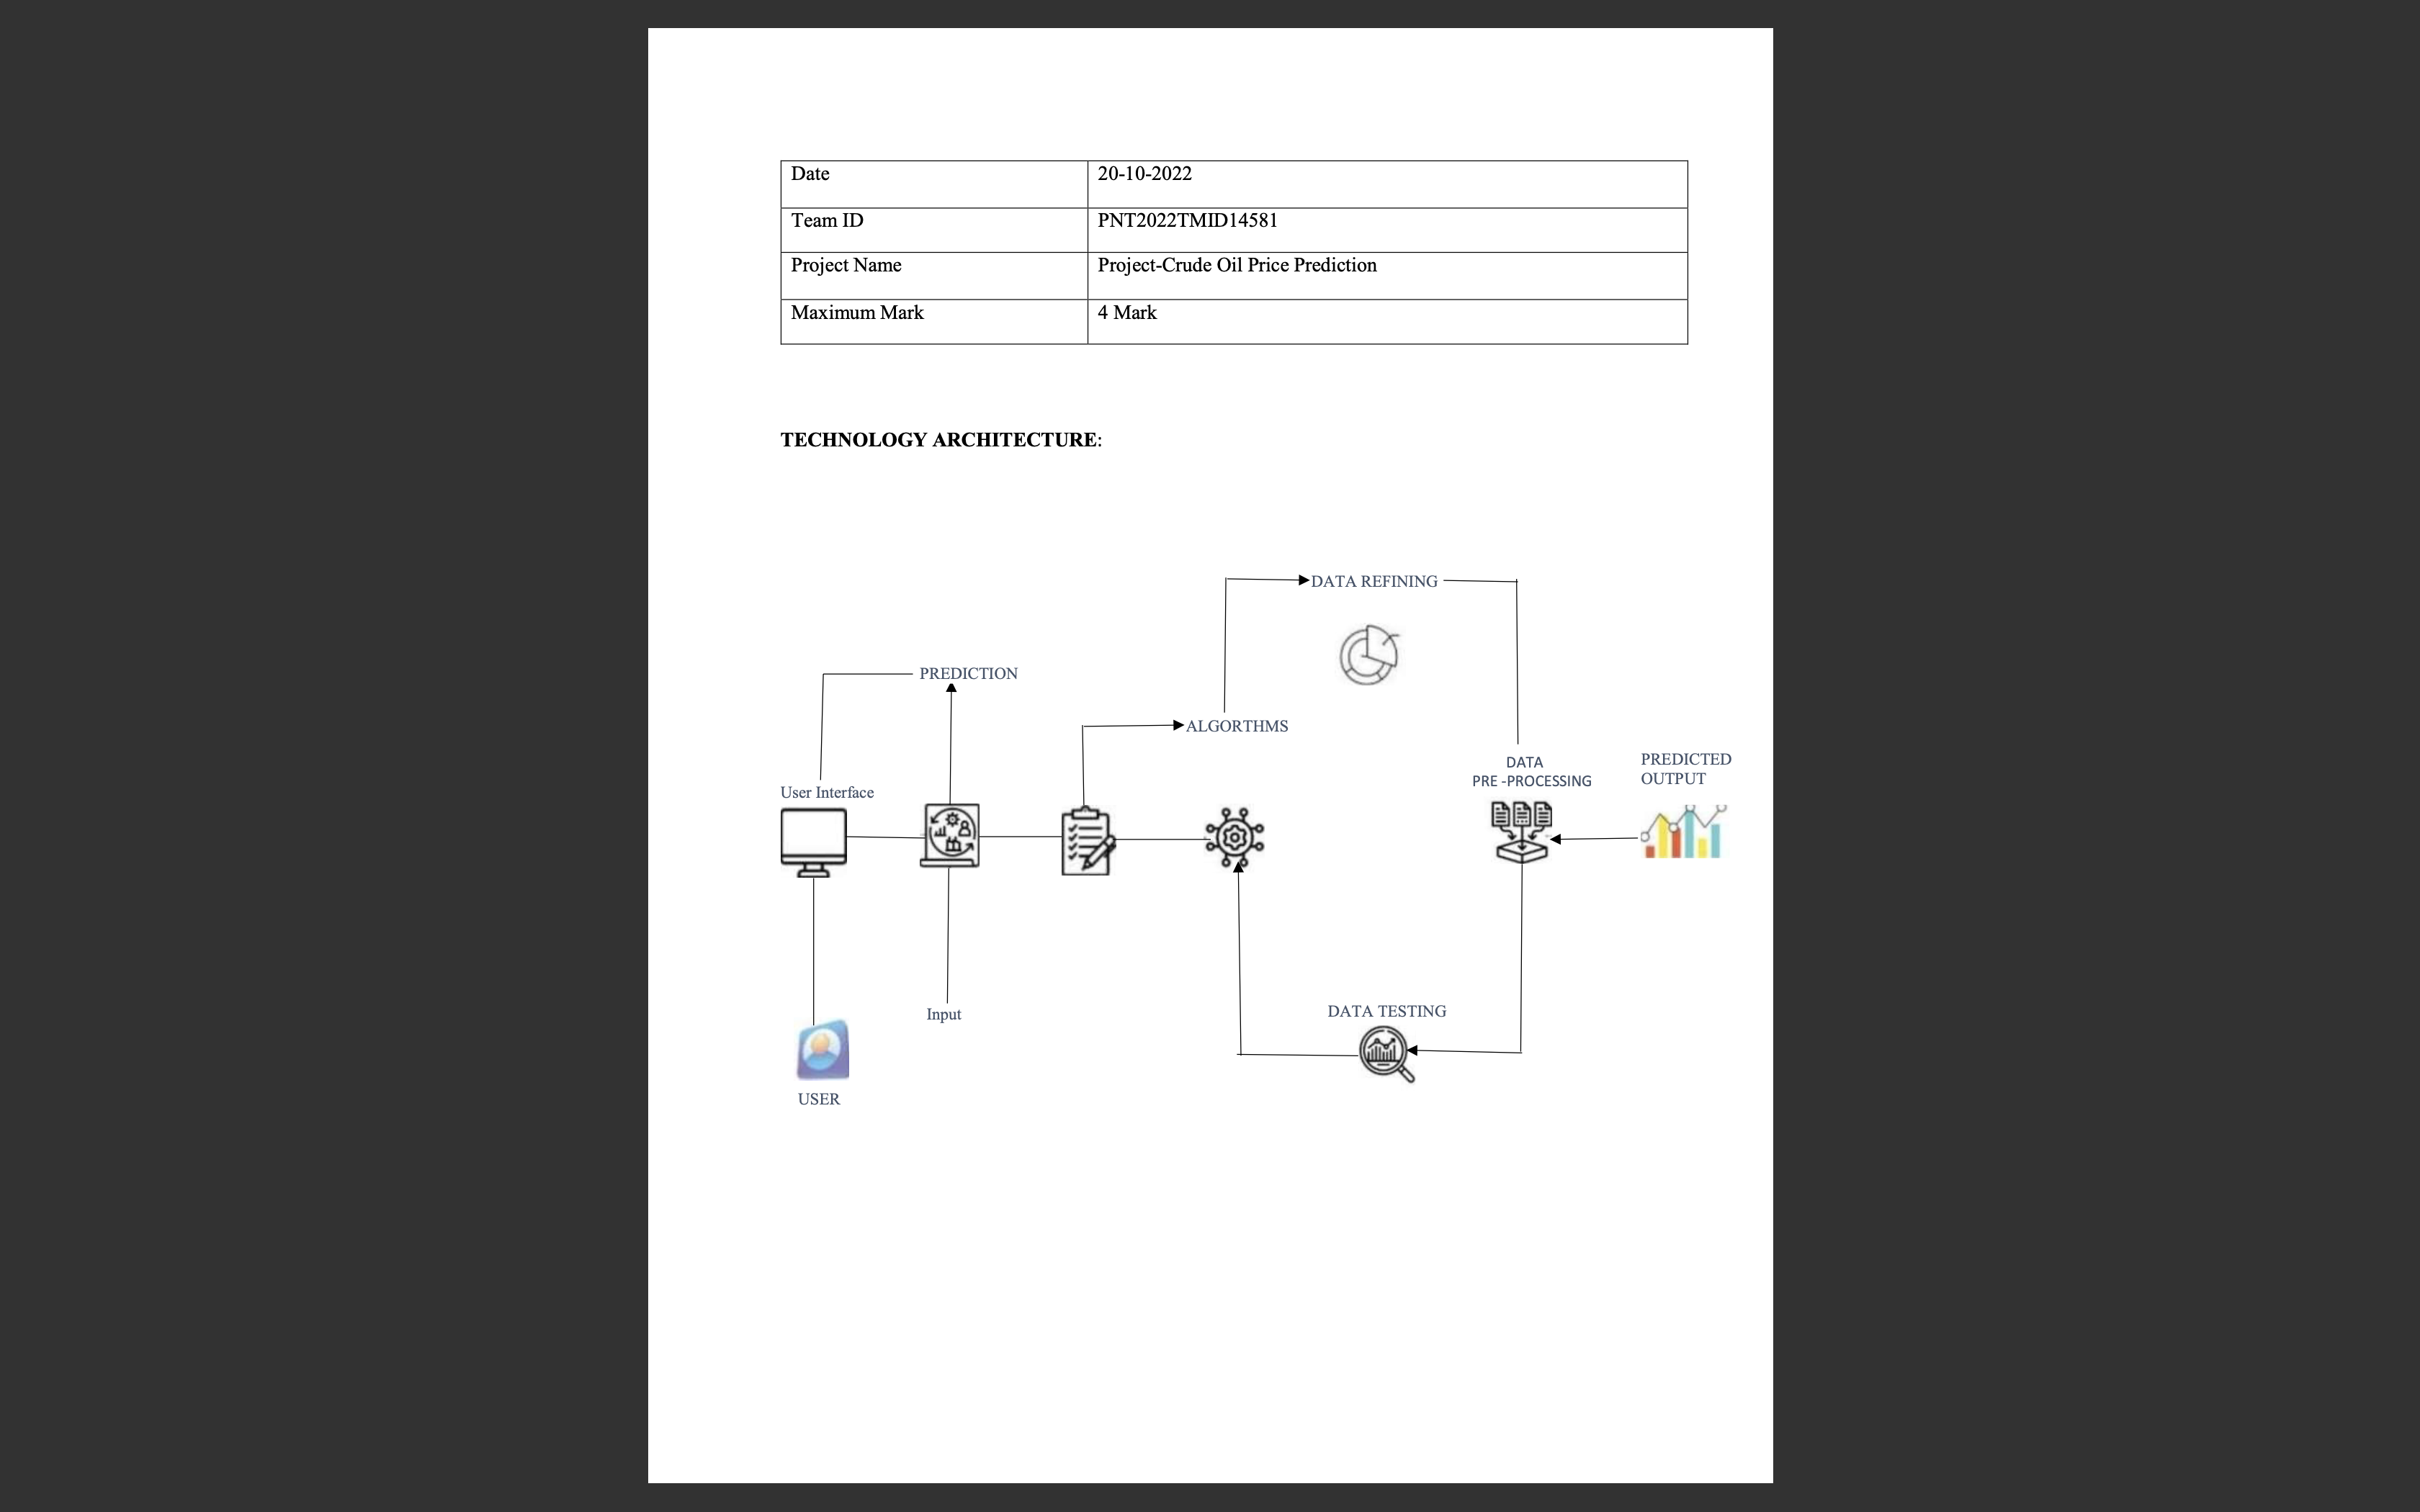 Date 20-10-2022
Team ID PNT2022TMID14581
Project Name Project-Crude Oil Price Prediction
Maximum Mark 4 Mark
TECHNOLOGY ARCHITECTURE:
DATA REFINING
PREDICTION
ALGORTHMS
DATA
PRE -PROCESSING
PREDICTED
OUTPUT
User Interface
Input
DATA TESTING
USER